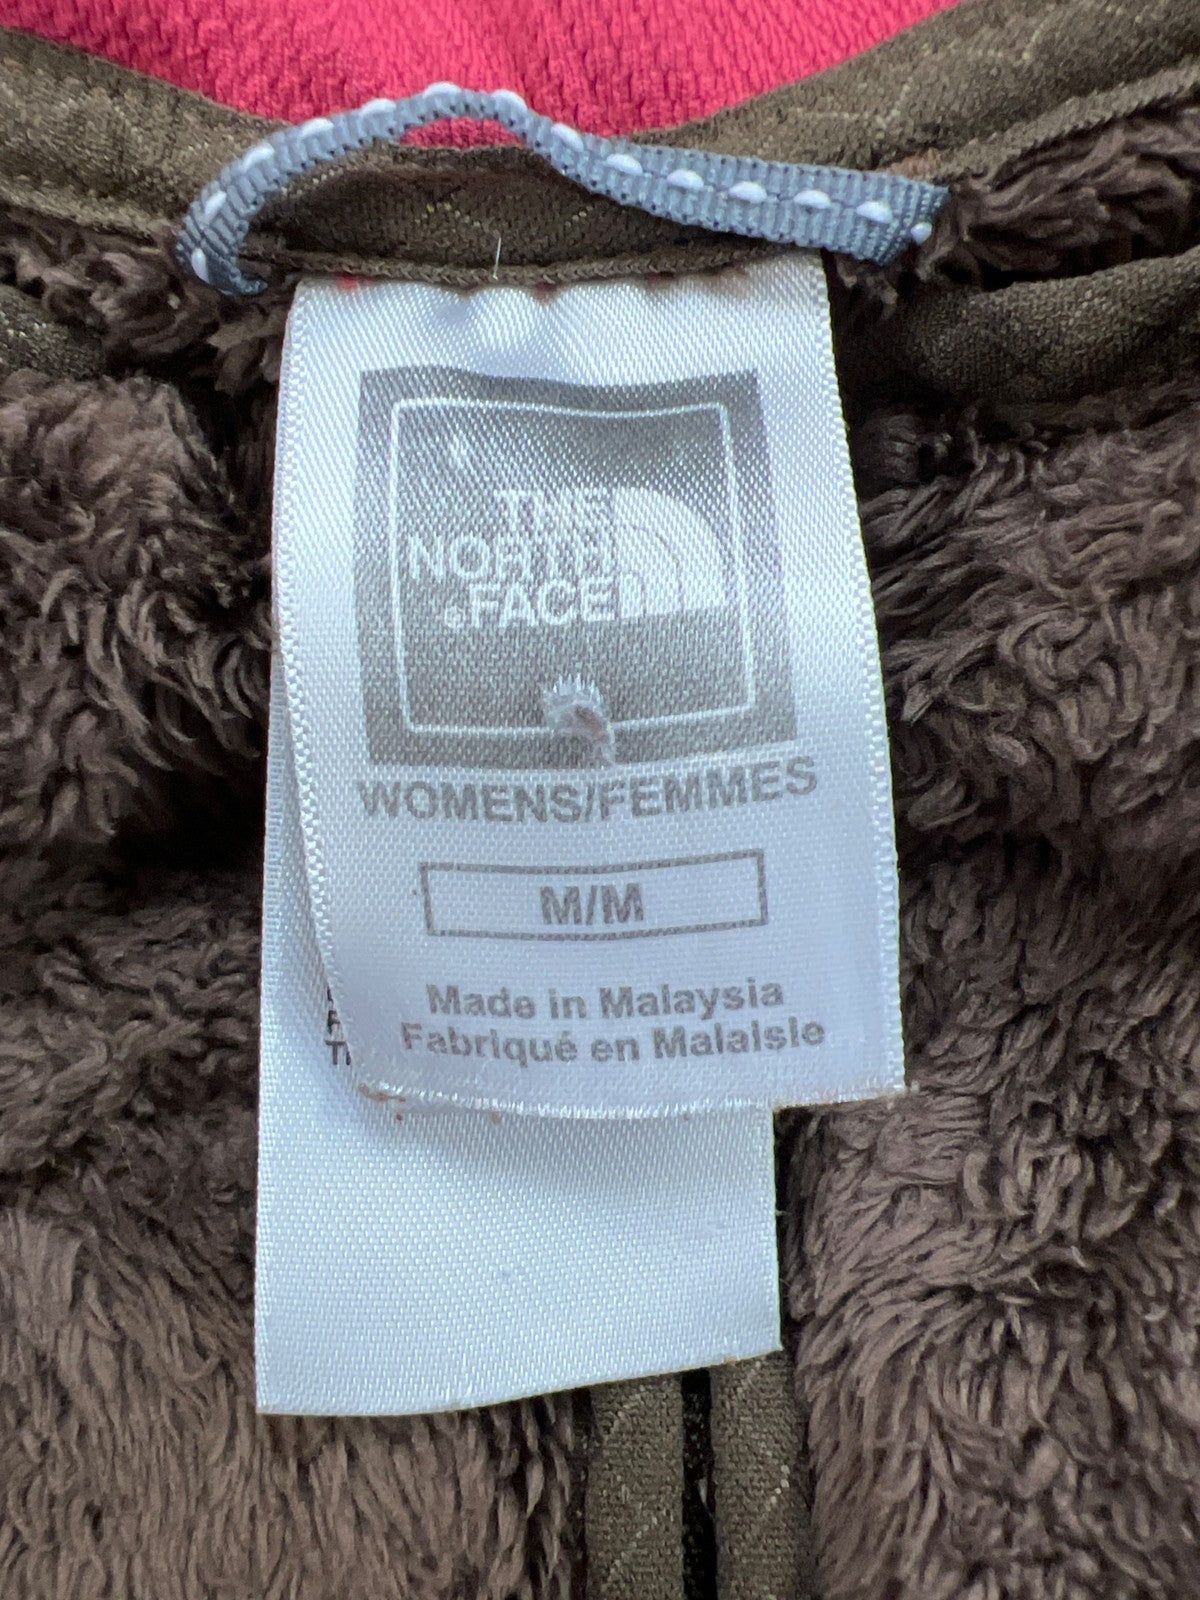 THE
NORTH
FACE
WOMENS/FEMMES
M/M
Made in Malaysia
Fabriqué en Malaisie